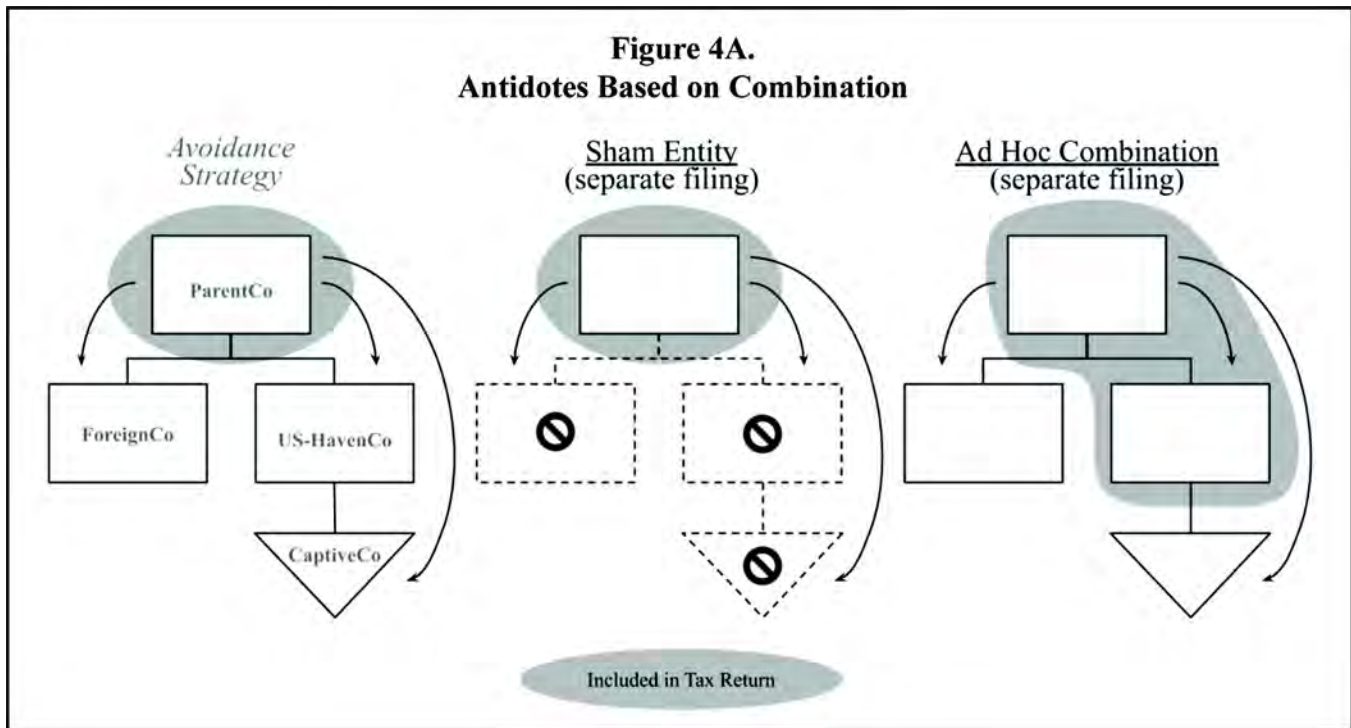 Figure 4A.
Antidotes Based on Combination
Avoidance
Strategy
ParentCo
ForeignCo
US-HavenCo
CaptiveCo
Sham Entity
(separate filing)
Ad Hoc Combination
(separate filing)
Included in Tax Return